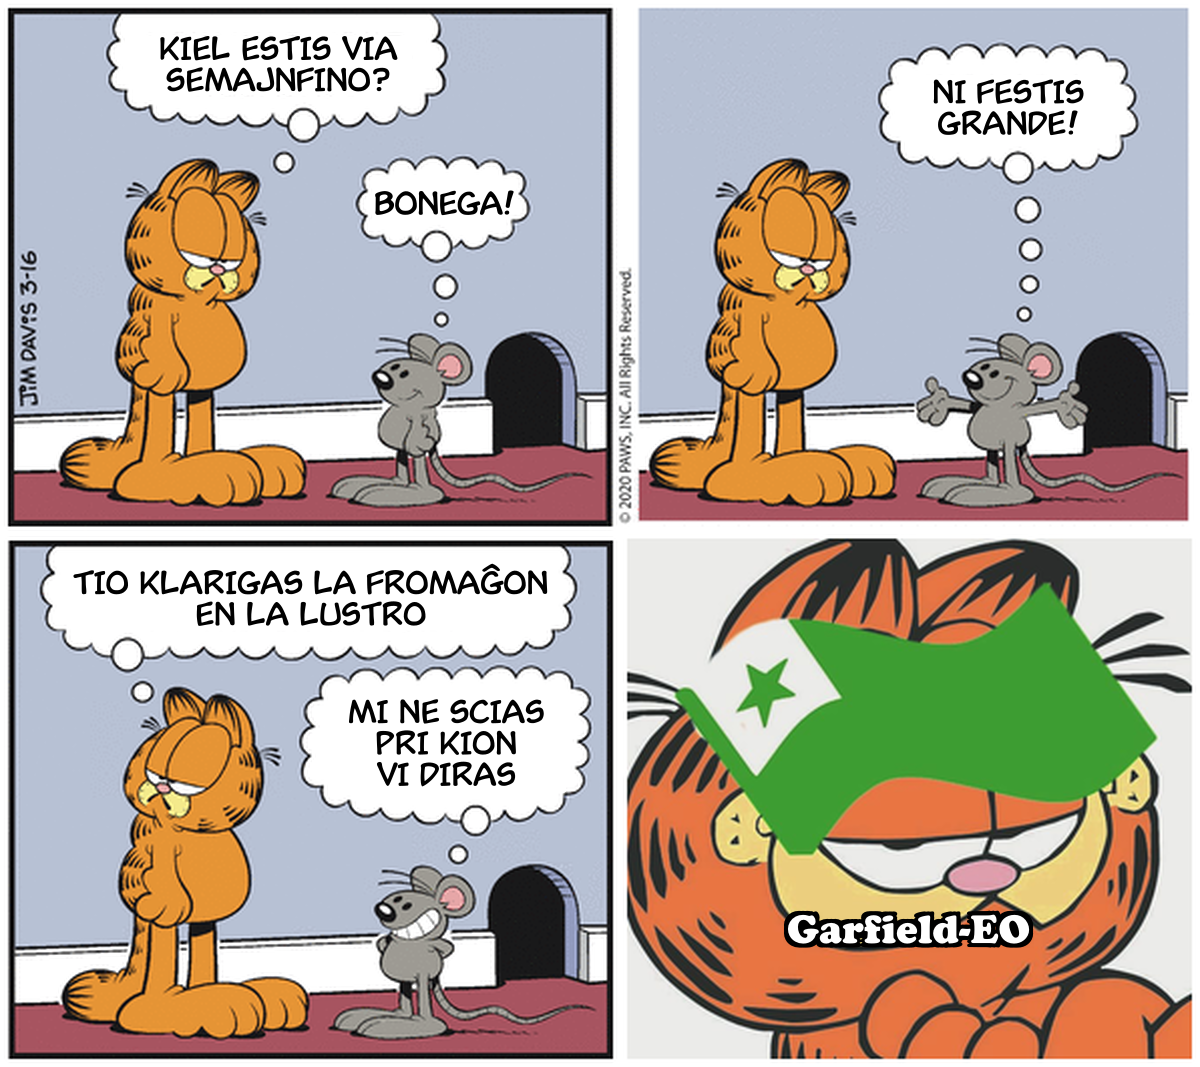 KIEL ESTIS VIA
SEMAJNFINO?
BONEGA!
JIM DAVIS 3-16
NI FESTIS
GRANDE!
© 2020 PAWS, INC. All Rights Reserved.
TIO KLARIGAS LA FROMAĜON
EN LA LUSTRO
MI NE SCIAS
PRI KION
VI DIRAS
Garfield-EO